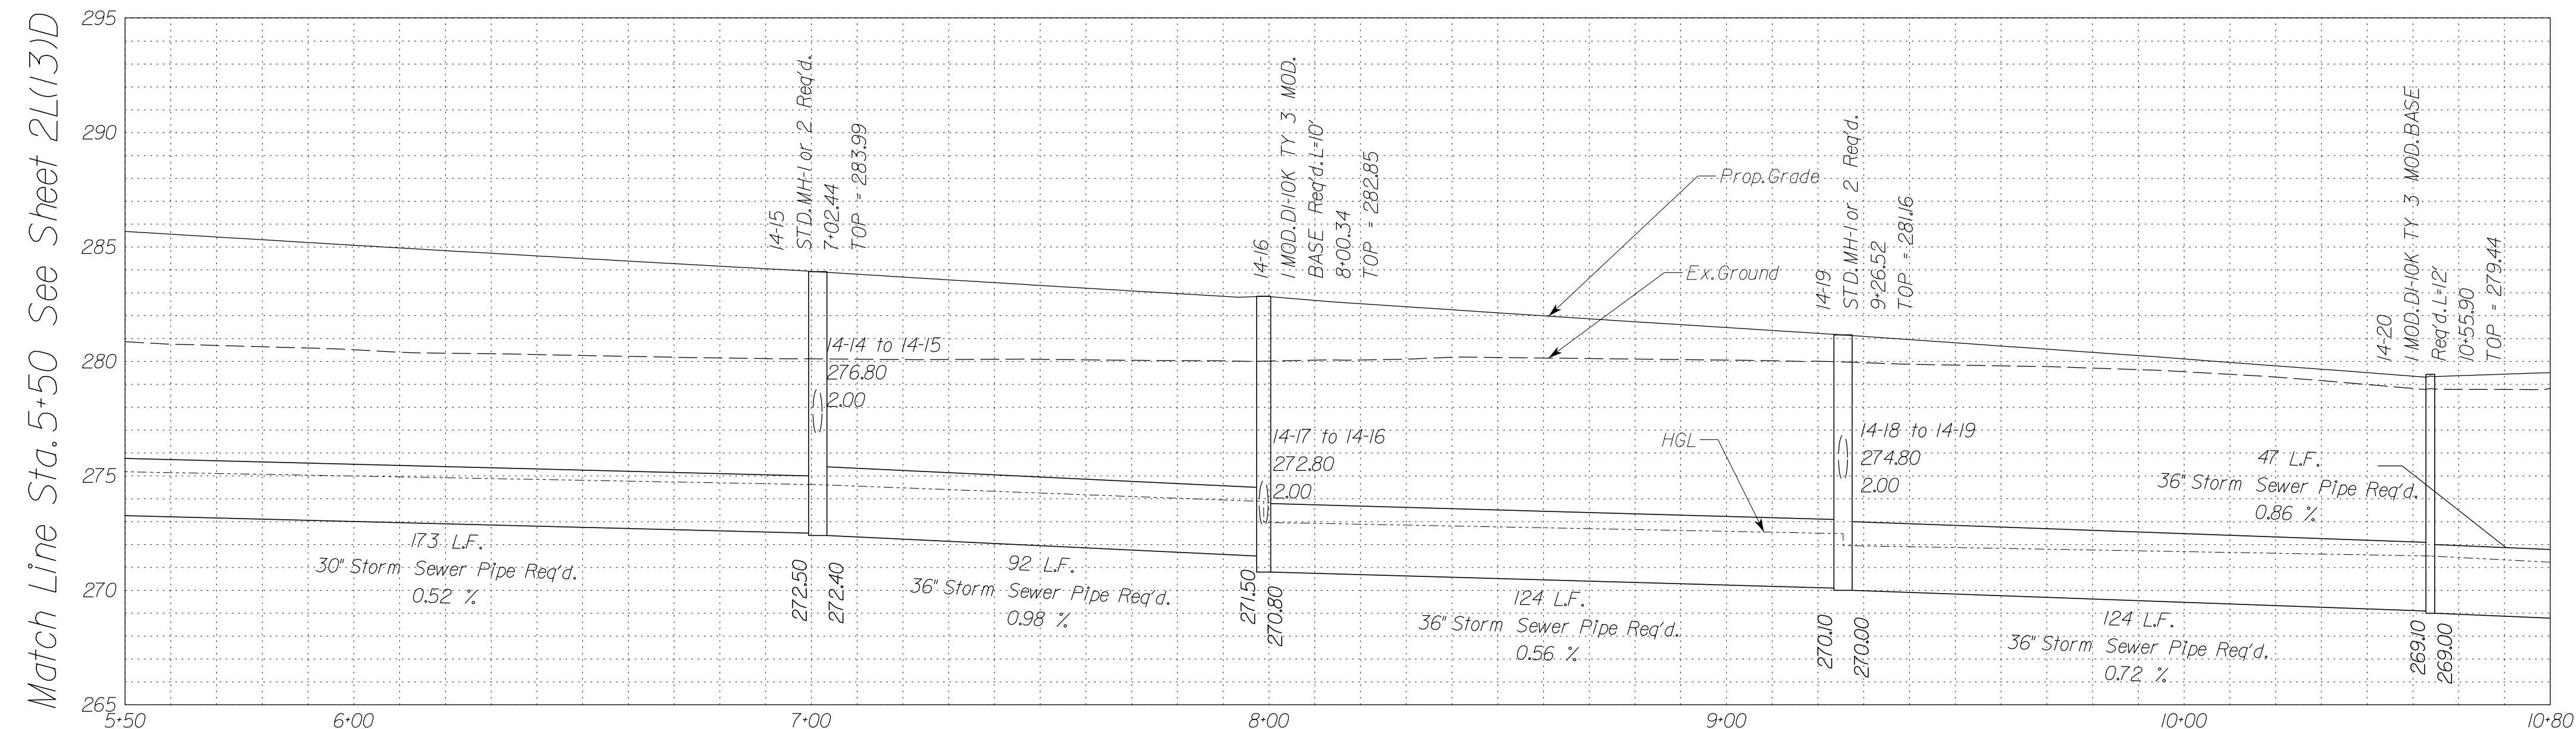 Match Line Sta. 5+50 See Sheet 2L(13)D
295
290
285
280
275
270
265
5+50
6+00
7+00
8+00
9+00
10+00
10+80
14-15
STD. MH-1 or 2 Req'd.
7+02.44
TOP = 283.99
14-16
1 MOD. DI-10K TY 3 MOD.
BASE Req'd. L=10'
8+00.34
TOP = 282.85
Prop. Grade
Ex. Ground
14-19
STD. MH-1 or 2 Req'd.
9+26.52
TOP = 281.16
14-20
1 MOD. DI-10K TY 3 MOD. BASE
Req'd. L=12'
10+55.90
TOP = 279.44
14-14 to 14-15
276.80
2.00
14-17 to 14-16
272.80
2.00
HGL
14-18 to 14-19
274.80
2.00
47 L.F.
36" Storm Sewer Pipe Req'd.
0.86 %
173 L.F.
30" Storm Sewer Pipe Req'd.
0.52 %
272.50
272.40
92 L.F.
36" Storm Sewer Pipe Req'd.
0.98 %
271.50
270.80
124 L.F.
36" Storm Sewer Pipe Req'd.
0.56 %
270.10
270.00
124 L.F.
36" Storm Sewer Pipe Req'd.
0.72 %
269.10
269.00